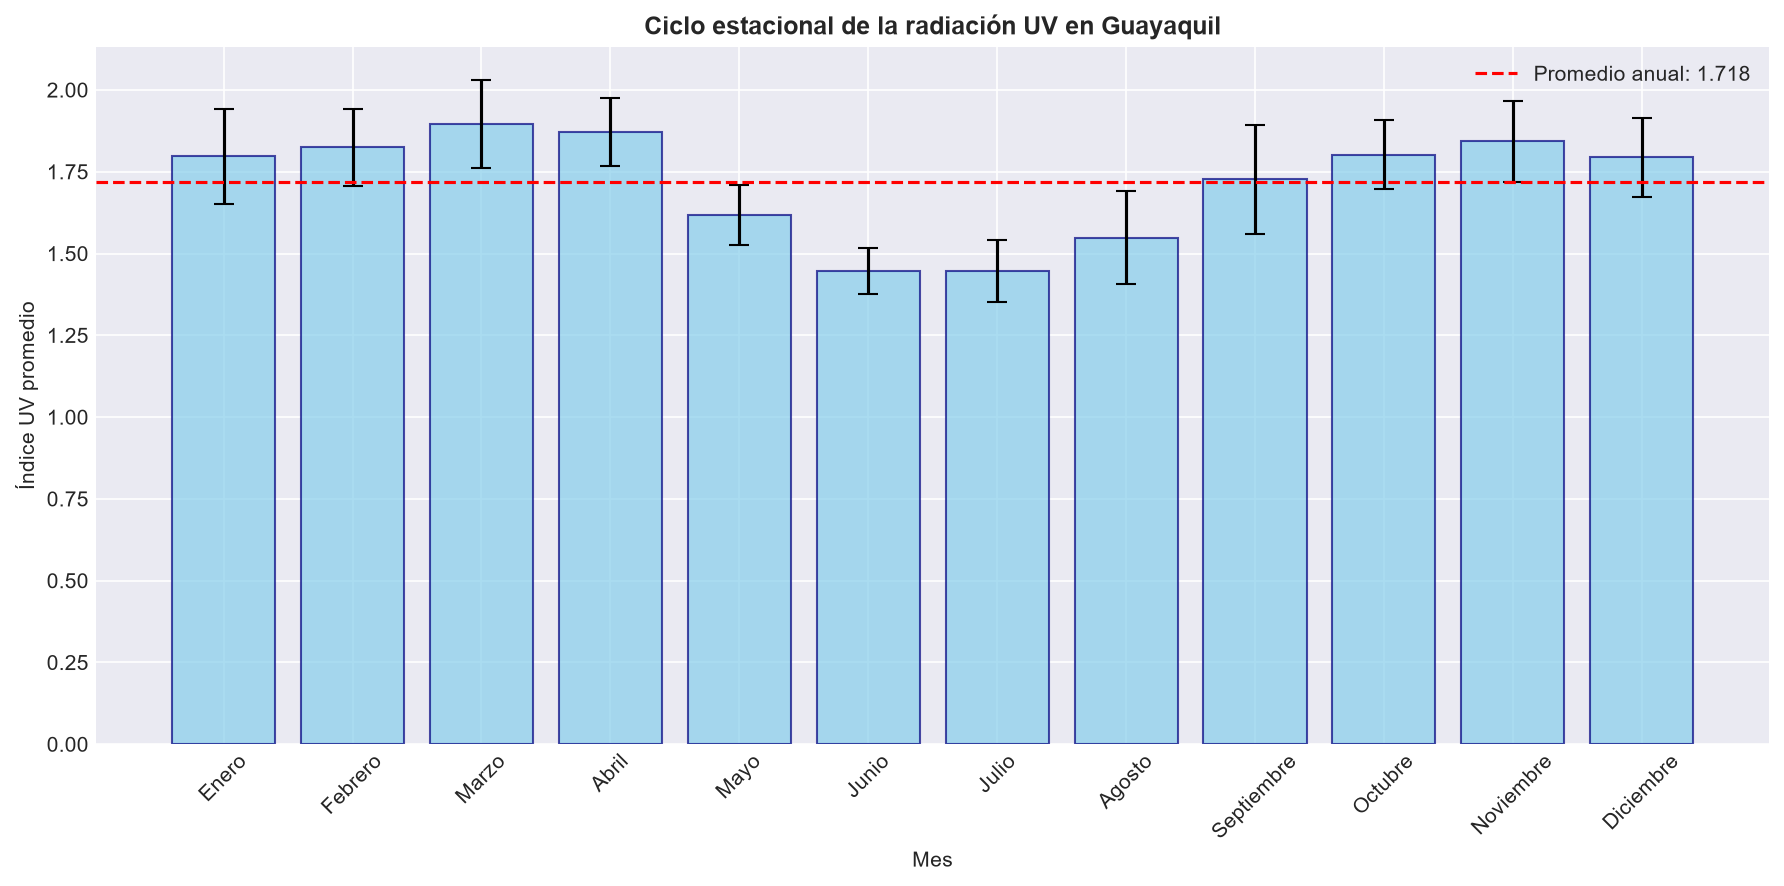 Ciclo estacional de la radiación UV en Guayaquil
Promedio anual: 1.718
Índice UV promedio
2.00
1.75
1.50
1.25
1.00
0.75
0.50
0.25
0.00
Enero
Febrero
Marzo
Abril
Mayo
Junio
Julio
Agosto
Septiembre
Octubre
Noviembre
Diciembre
Mes